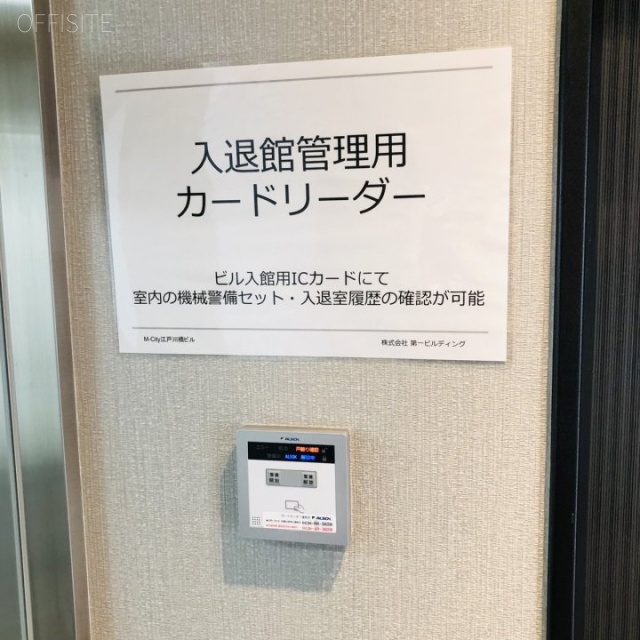 OFFISITE
入退館管理用
カードリーダー
ビル入館用ICカードにて
室内の機械警備セット・入退室履歴の確認が可能
M-City江戸川橋ビル
株式会社 第一ビルディング
ALSOK
ALSOK